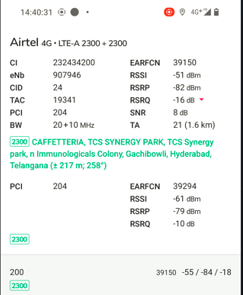 14:40:31 4G+
Airtel 4G • LTE-A 2300 + 2300
CI 232434200 EARFCN 39150
eNb 907946 RSSI -51 dBm
CID 24 RSRP -82 dBm
TAC 19341 RSRQ -16 dB
PCI 204 SNR 8 dB
BW 20+10 MHz TA 21 (1.6 km)
2300 CAFFETTERIA, TCS SYNERGY PARK, TCS Synergy
park, n Immunologicals Colony, Gachibowli, Hyderabad,
Telangana (± 217 m; 258°)
PCI 204 EARFCN 39294
RSSI -61 dBm
RSRP -79 dBm
RSRQ -10 dB
2300
200 39150 -55 / -84 / -18
2300